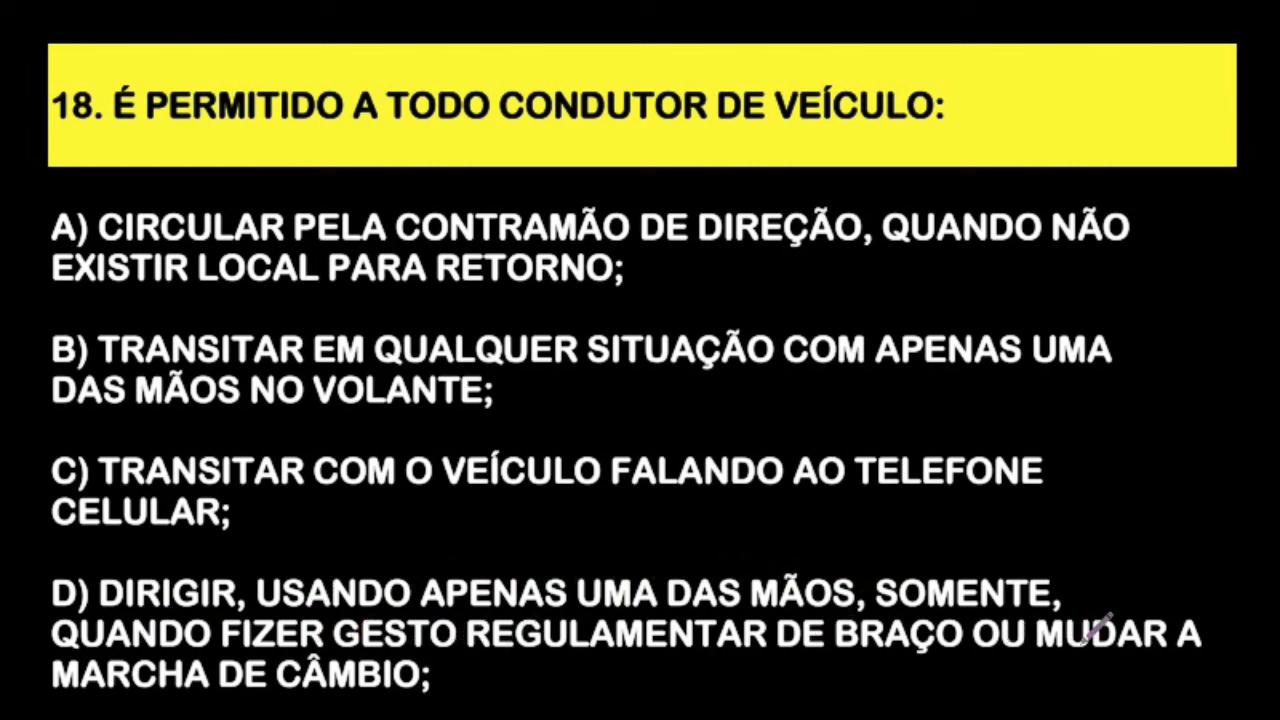 18. É PERMITIDO A TODO CONDUTOR DE VEÍCULO:
A) CIRCULAR PELA CONTRAMÃO DE DIREÇÃO, QUANDO NÃO
EXISTIR LOCAL PARA RETORNO;
B) TRANSITAR EM QUALQUER SITUAÇÃO COM APENAS UMA
DAS MÃOS NO VOLANTE;
C) TRANSITAR COM O VEÍCULO FALANDO AO TELEFONE
CELULAR;
D) DIRIGIR, USANDO APENAS UMA DAS MÃOS, SOMENTE,
QUANDO FIZER GESTO REGULAMENTAR DE BRAÇO OU MUDAR A
MARCHA DE CÂMBIO;